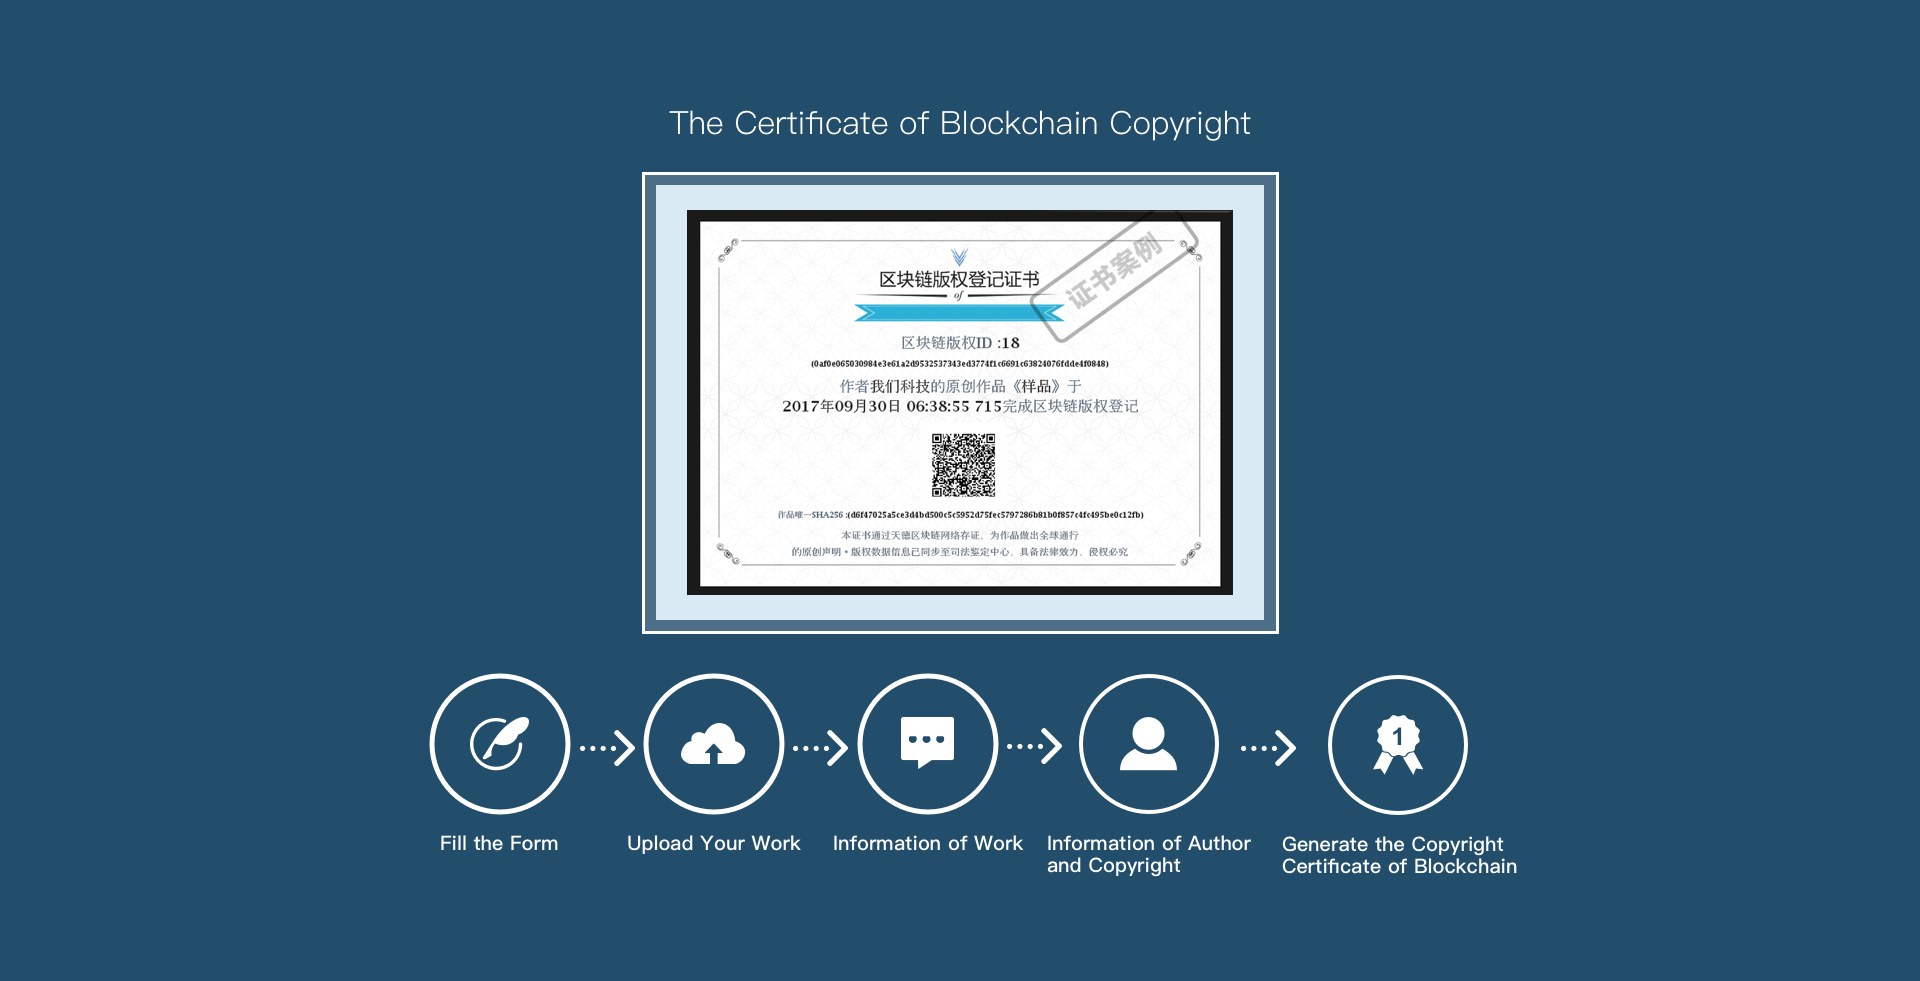 The Certificate of Blockchain Copyright
证书案例
区块链版权登记证书
of
区块链版权ID :18
(0af0e065030984e3e61a2d9532537343ed3774f1c6691c63824076fdde4f0848)
作者我们科技的原创作品《样品》于
2017年09月30日 06:38:55 715完成区块链版权登记
作品唯一SHA256 :(d6f47025a5ce3d4bd500c5c5952d75fec5797286b81b0f857c4fc495be0c12fb)
本证书通过天德区块链网络存证，为作品做出全球通行
的原创声明。版权数据信息已同步至司法鉴定中心，具备法律效力，侵权必究
1
Fill the Form
Upload Your Work
Information of Work
Information of Author
and Copyright
Generate the Copyright
Certificate of Blockchain